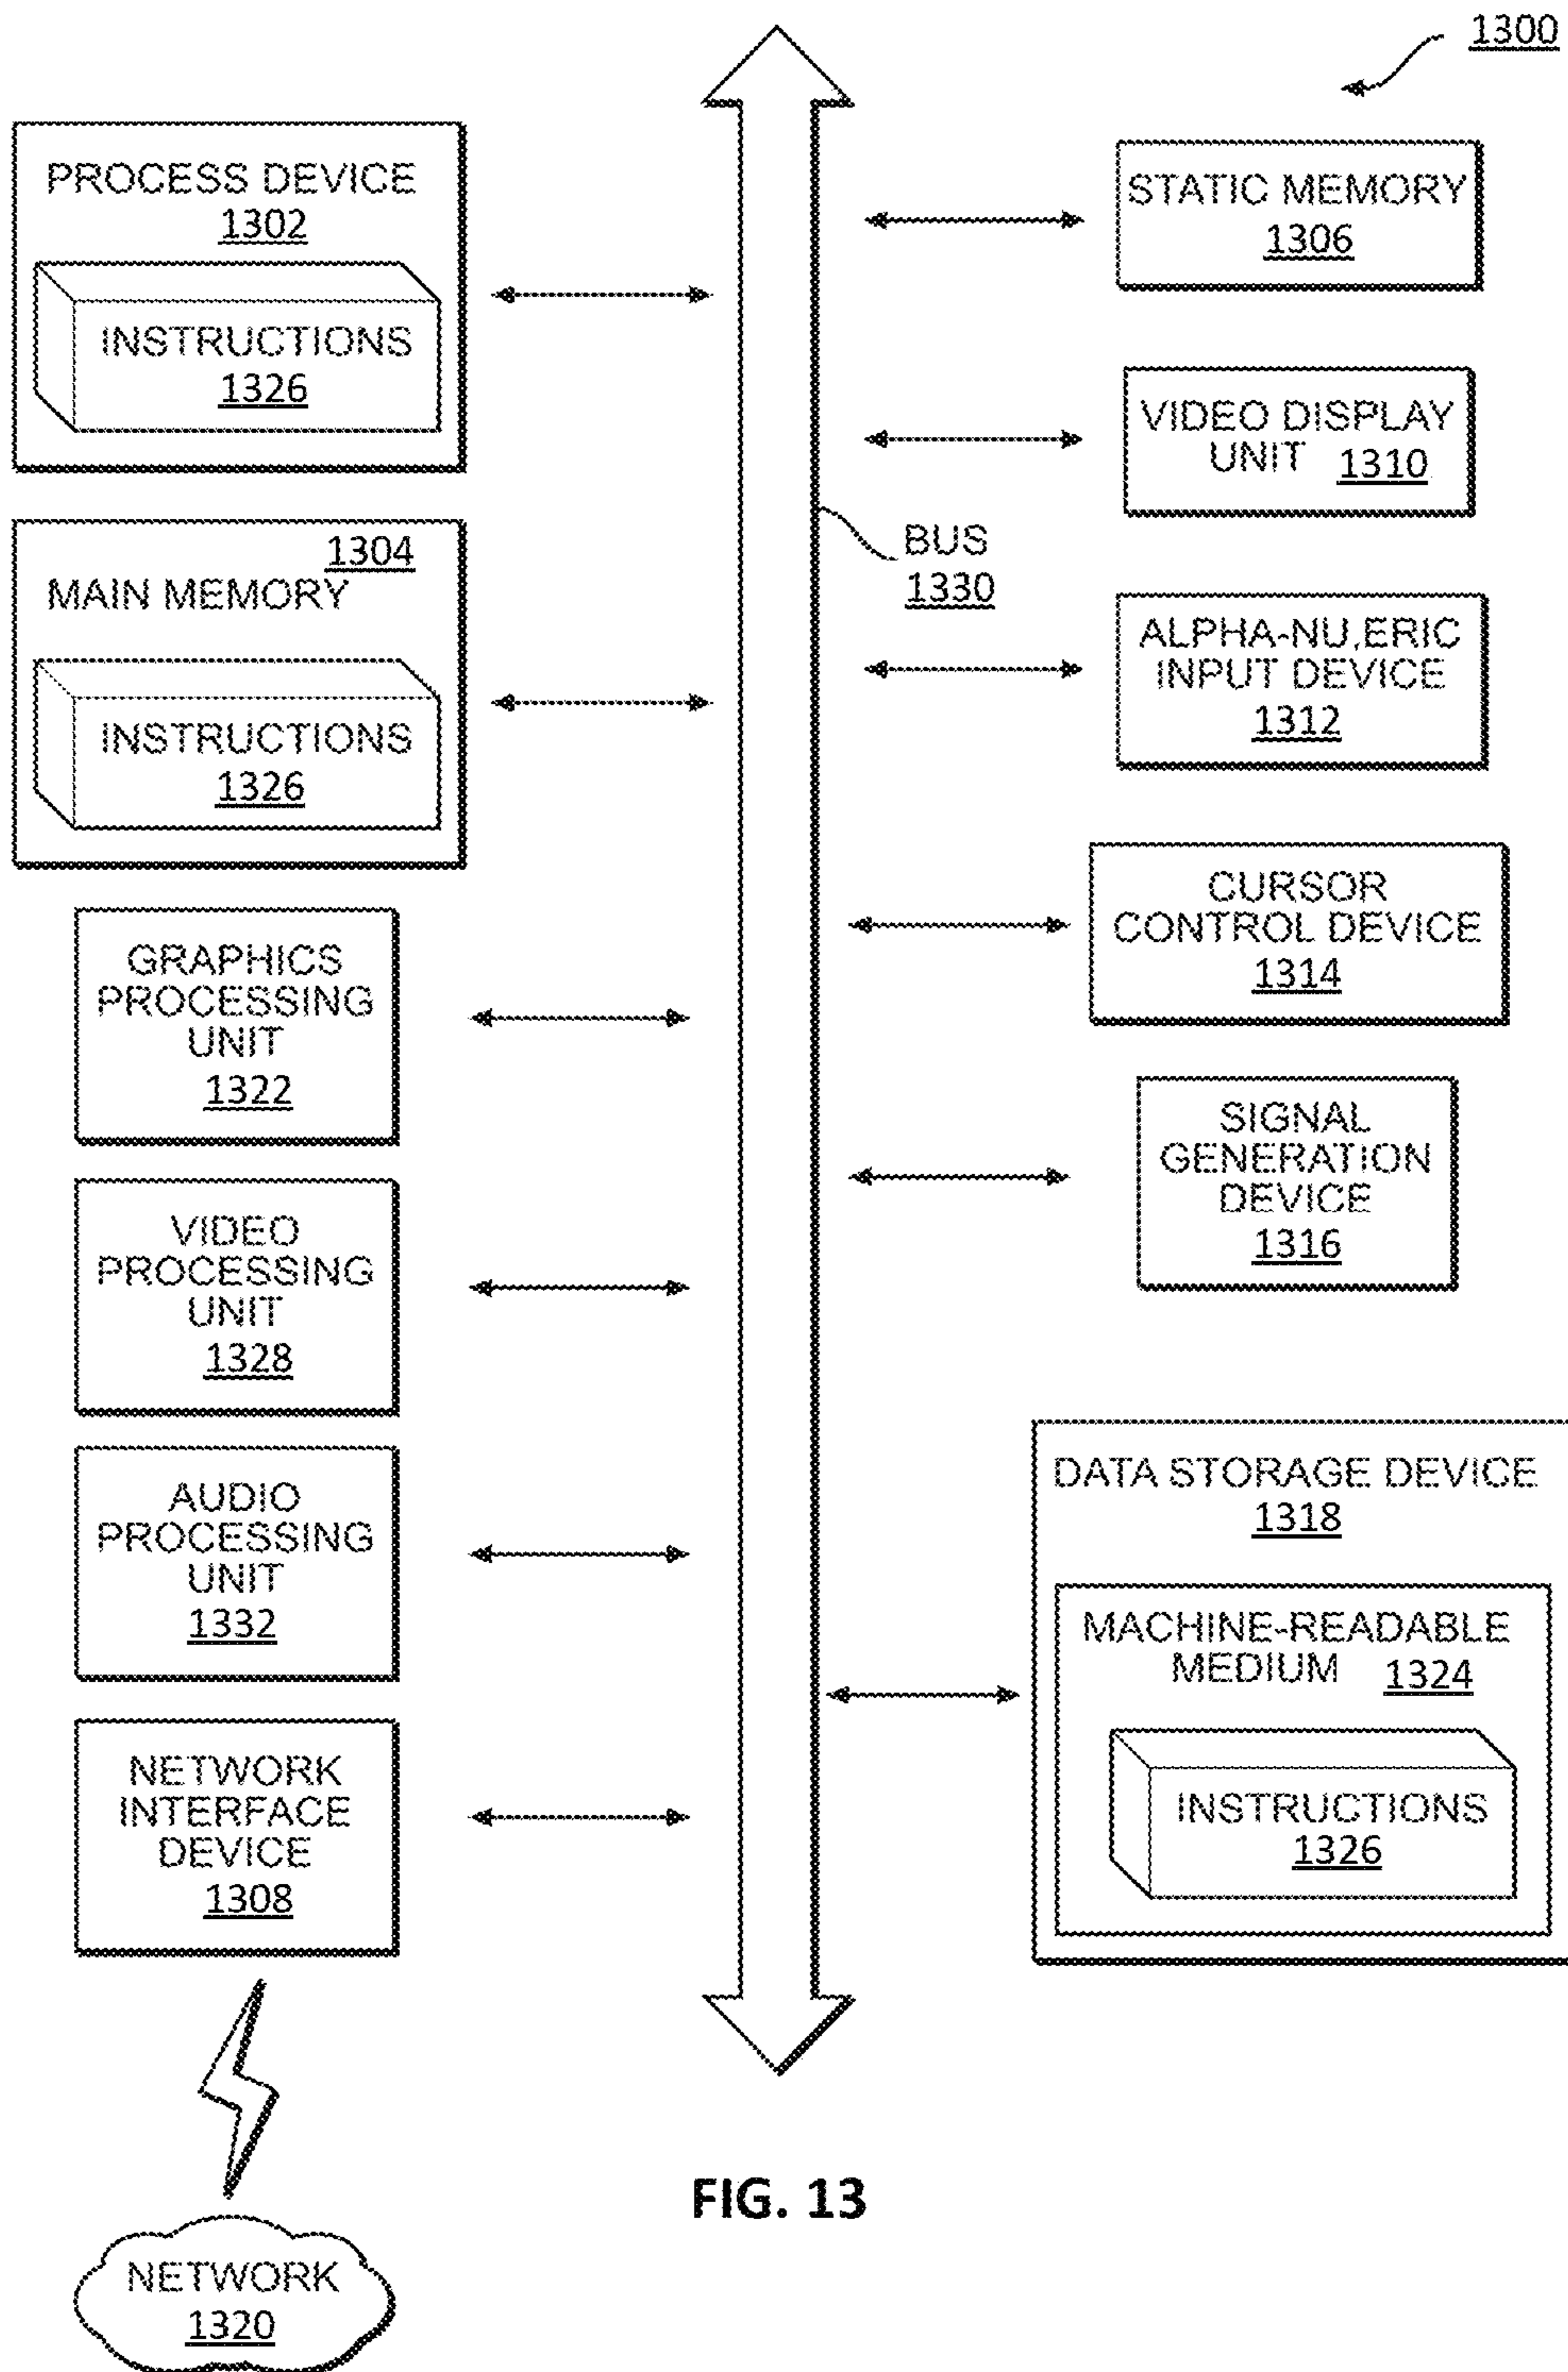 1300
PROCESS DEVICE
1302
INSTRUCTIONS
1326
1304
MAIN MEMORY
INSTRUCTIONS
1326
GRAPHICS
PROCESSING
UNIT
1322
VIDEO
PROCESSING
UNIT
1328
AUDIO
PROCESSING
UNIT
1332
NETWORK
INTERFACE
DEVICE
1308
NETWORK
1320
BUS
1330
STATIC MEMORY
1306
VIDEO DISPLAY
UNIT 1310
ALPHA-NU,ERIC
INPUT DEVICE
1312
CURSOR
CONTROL DEVICE
1314
SIGNAL
GENERATION
DEVICE
1316
DATA STORAGE DEVICE
1318
MACHINE-READABLE
MEDIUM 1324
INSTRUCTIONS
1326
FIG. 13